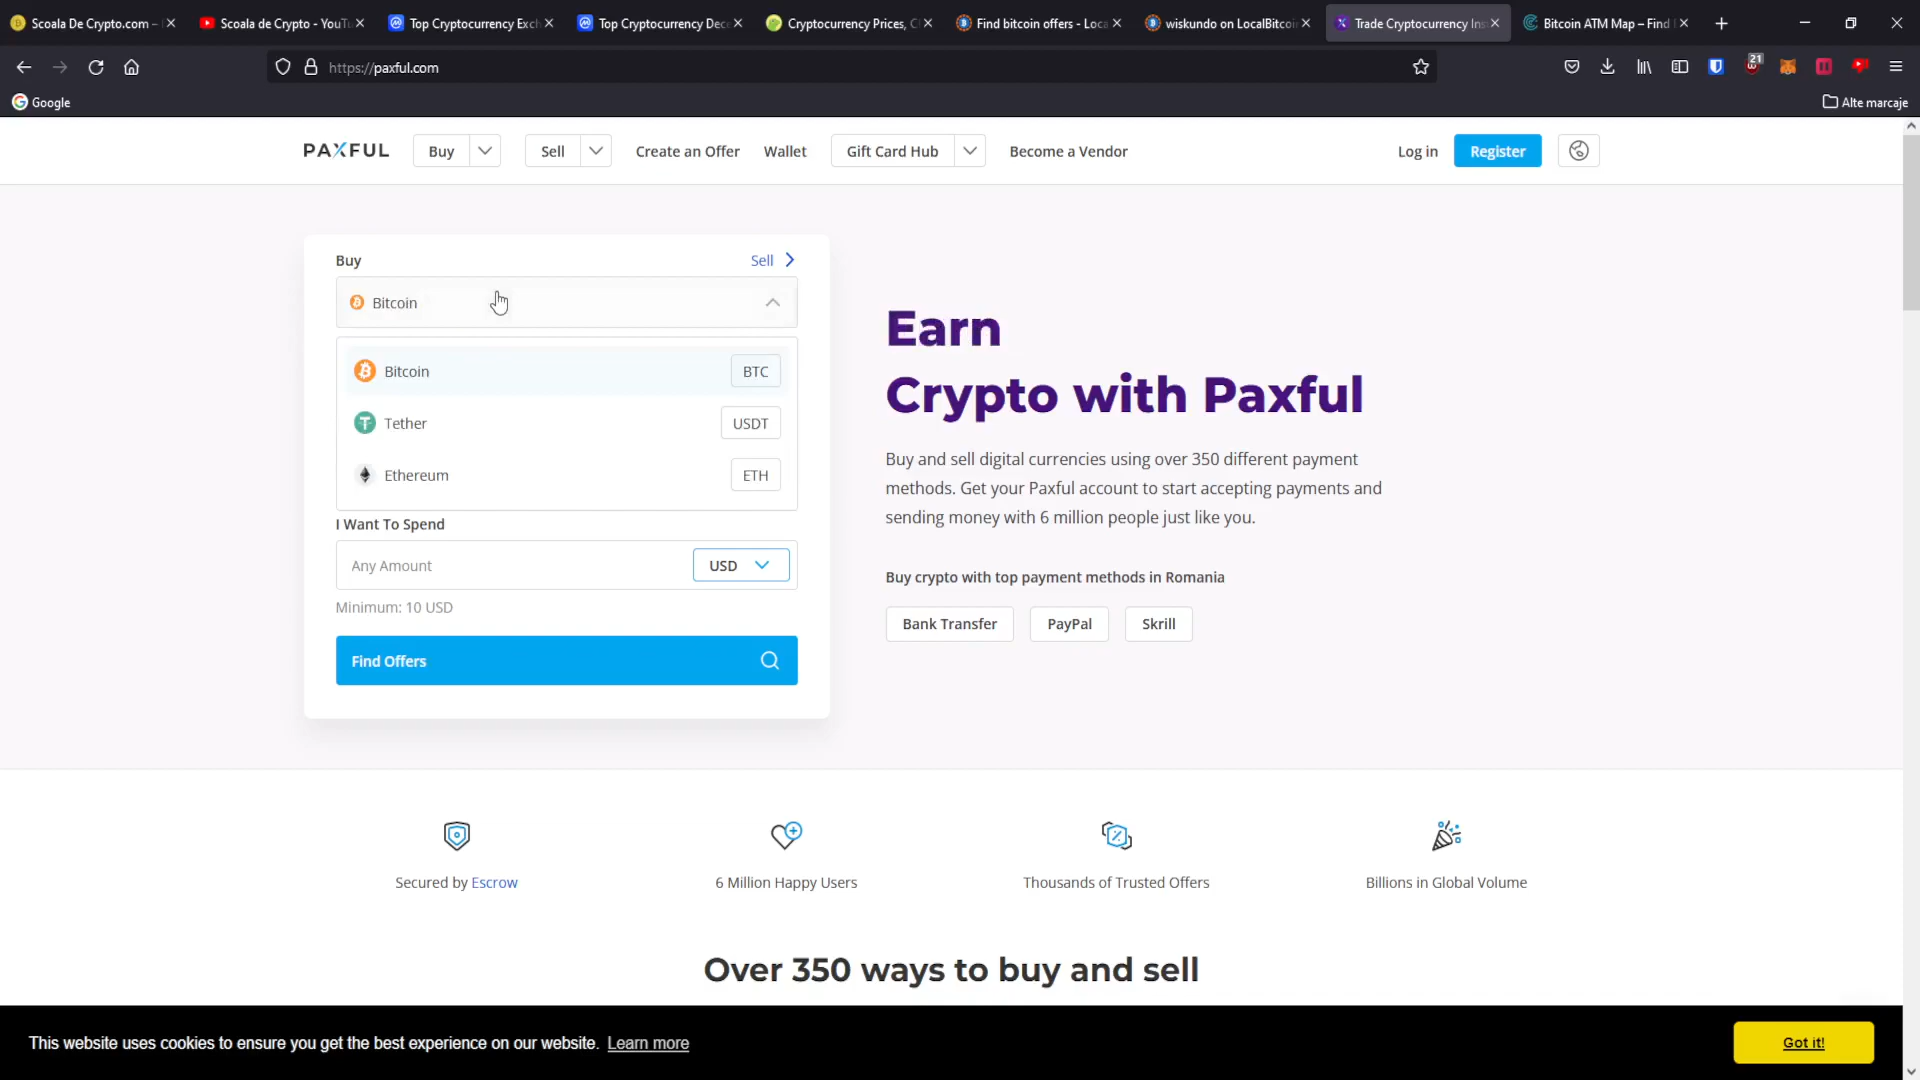 Scoala De Crypto.com –
Scoala de Crypto - YouTu
Top Cryptocurrency Exch
Top Cryptocurrency Dece
Cryptocurrency Prices, C
Find bitcoin offers - Loca
wiskundo on LocalBitcoin
Trade Cryptocurrency Ins
Bitcoin ATM Map – Find
https://paxful.com
21
Google
Alte marcaje
PAXFUL
Buy
Sell
Create an Offer
Wallet
Gift Card Hub
Become a Vendor
Log in
Register
Buy
Sell
Bitcoin
Bitcoin
BTC
Tether
USDT
Ethereum
ETH
I Want To Spend
Any Amount
USD
Minimum: 10 USD
Find Offers
Earn
Crypto with Paxful
Buy and sell digital currencies using over 350 different payment
methods. Get your Paxful account to start accepting payments and
sending money with 6 million people just like you.
Buy crypto with top payment methods in Romania
Bank Transfer
PayPal
Skrill
Secured by Escrow
6 Million Happy Users
Thousands of Trusted Offers
Billions in Global Volume
Over 350 ways to buy and sell
This website uses cookies to ensure you get the best experience on our website. Learn more
Got it!